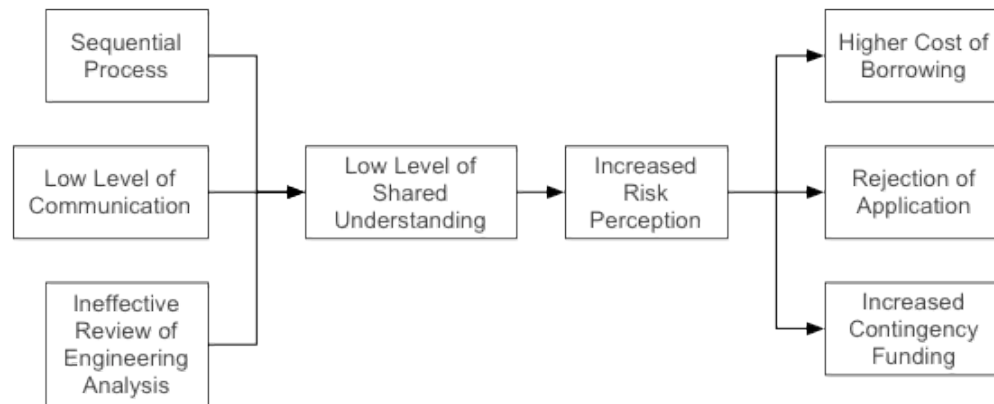 Sequential
Process
Low Level of
Communication
Ineffective
Review of
Engineering
Analysis
Low Level of
Shared
Understanding
Increased
Risk
Perception
Higher Cost of
Borrowing
Rejection of
Application
Increased
Contingency
Funding